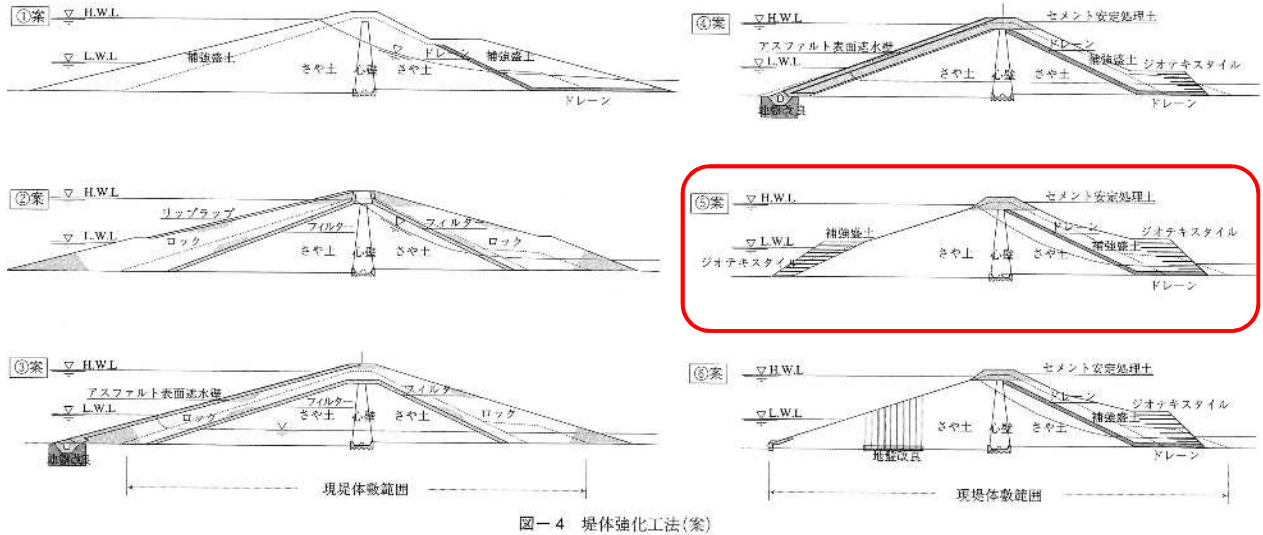 ①案
H.W.L
L.W.L
補強盛土
さや土
心壁
さや土
ドレーン
補強盛土
ドレーン
②案
H.W.L
リップラップ
L.W.L
ロック
フィルター
さや土
心壁
さや土
フィルター
ロック
③案
H.W.L
アスファルト表面遮水壁
L.W.L
ロック
フィルター
さや土
心壁
さや土
フィルター
ロック
地盤改良
現堤体敷範囲
④案
H.W.L
セメント安定処理土
アスファルト表面遮水壁
L.W.L
ドレーン
補強盛土
ジオテキスタイル
さや土
心壁
さや土
D
地盤改良
ドレーン
⑤案
H.W.L
セメント安定処理土
L.W.L
補強盛土
ジオテキスタイル
ドレーン
ジオテキスタイル
補強盛土
さや土
心壁
さや土
ドレーン
⑥案
H.W.L
セメント安定処理土
L.W.L
ドレーン
ジオテキスタイル
補強盛土
さや土
心壁
さや土
地盤改良
ドレーン
現堤体敷範囲
図-4 堤体強化工法(案)